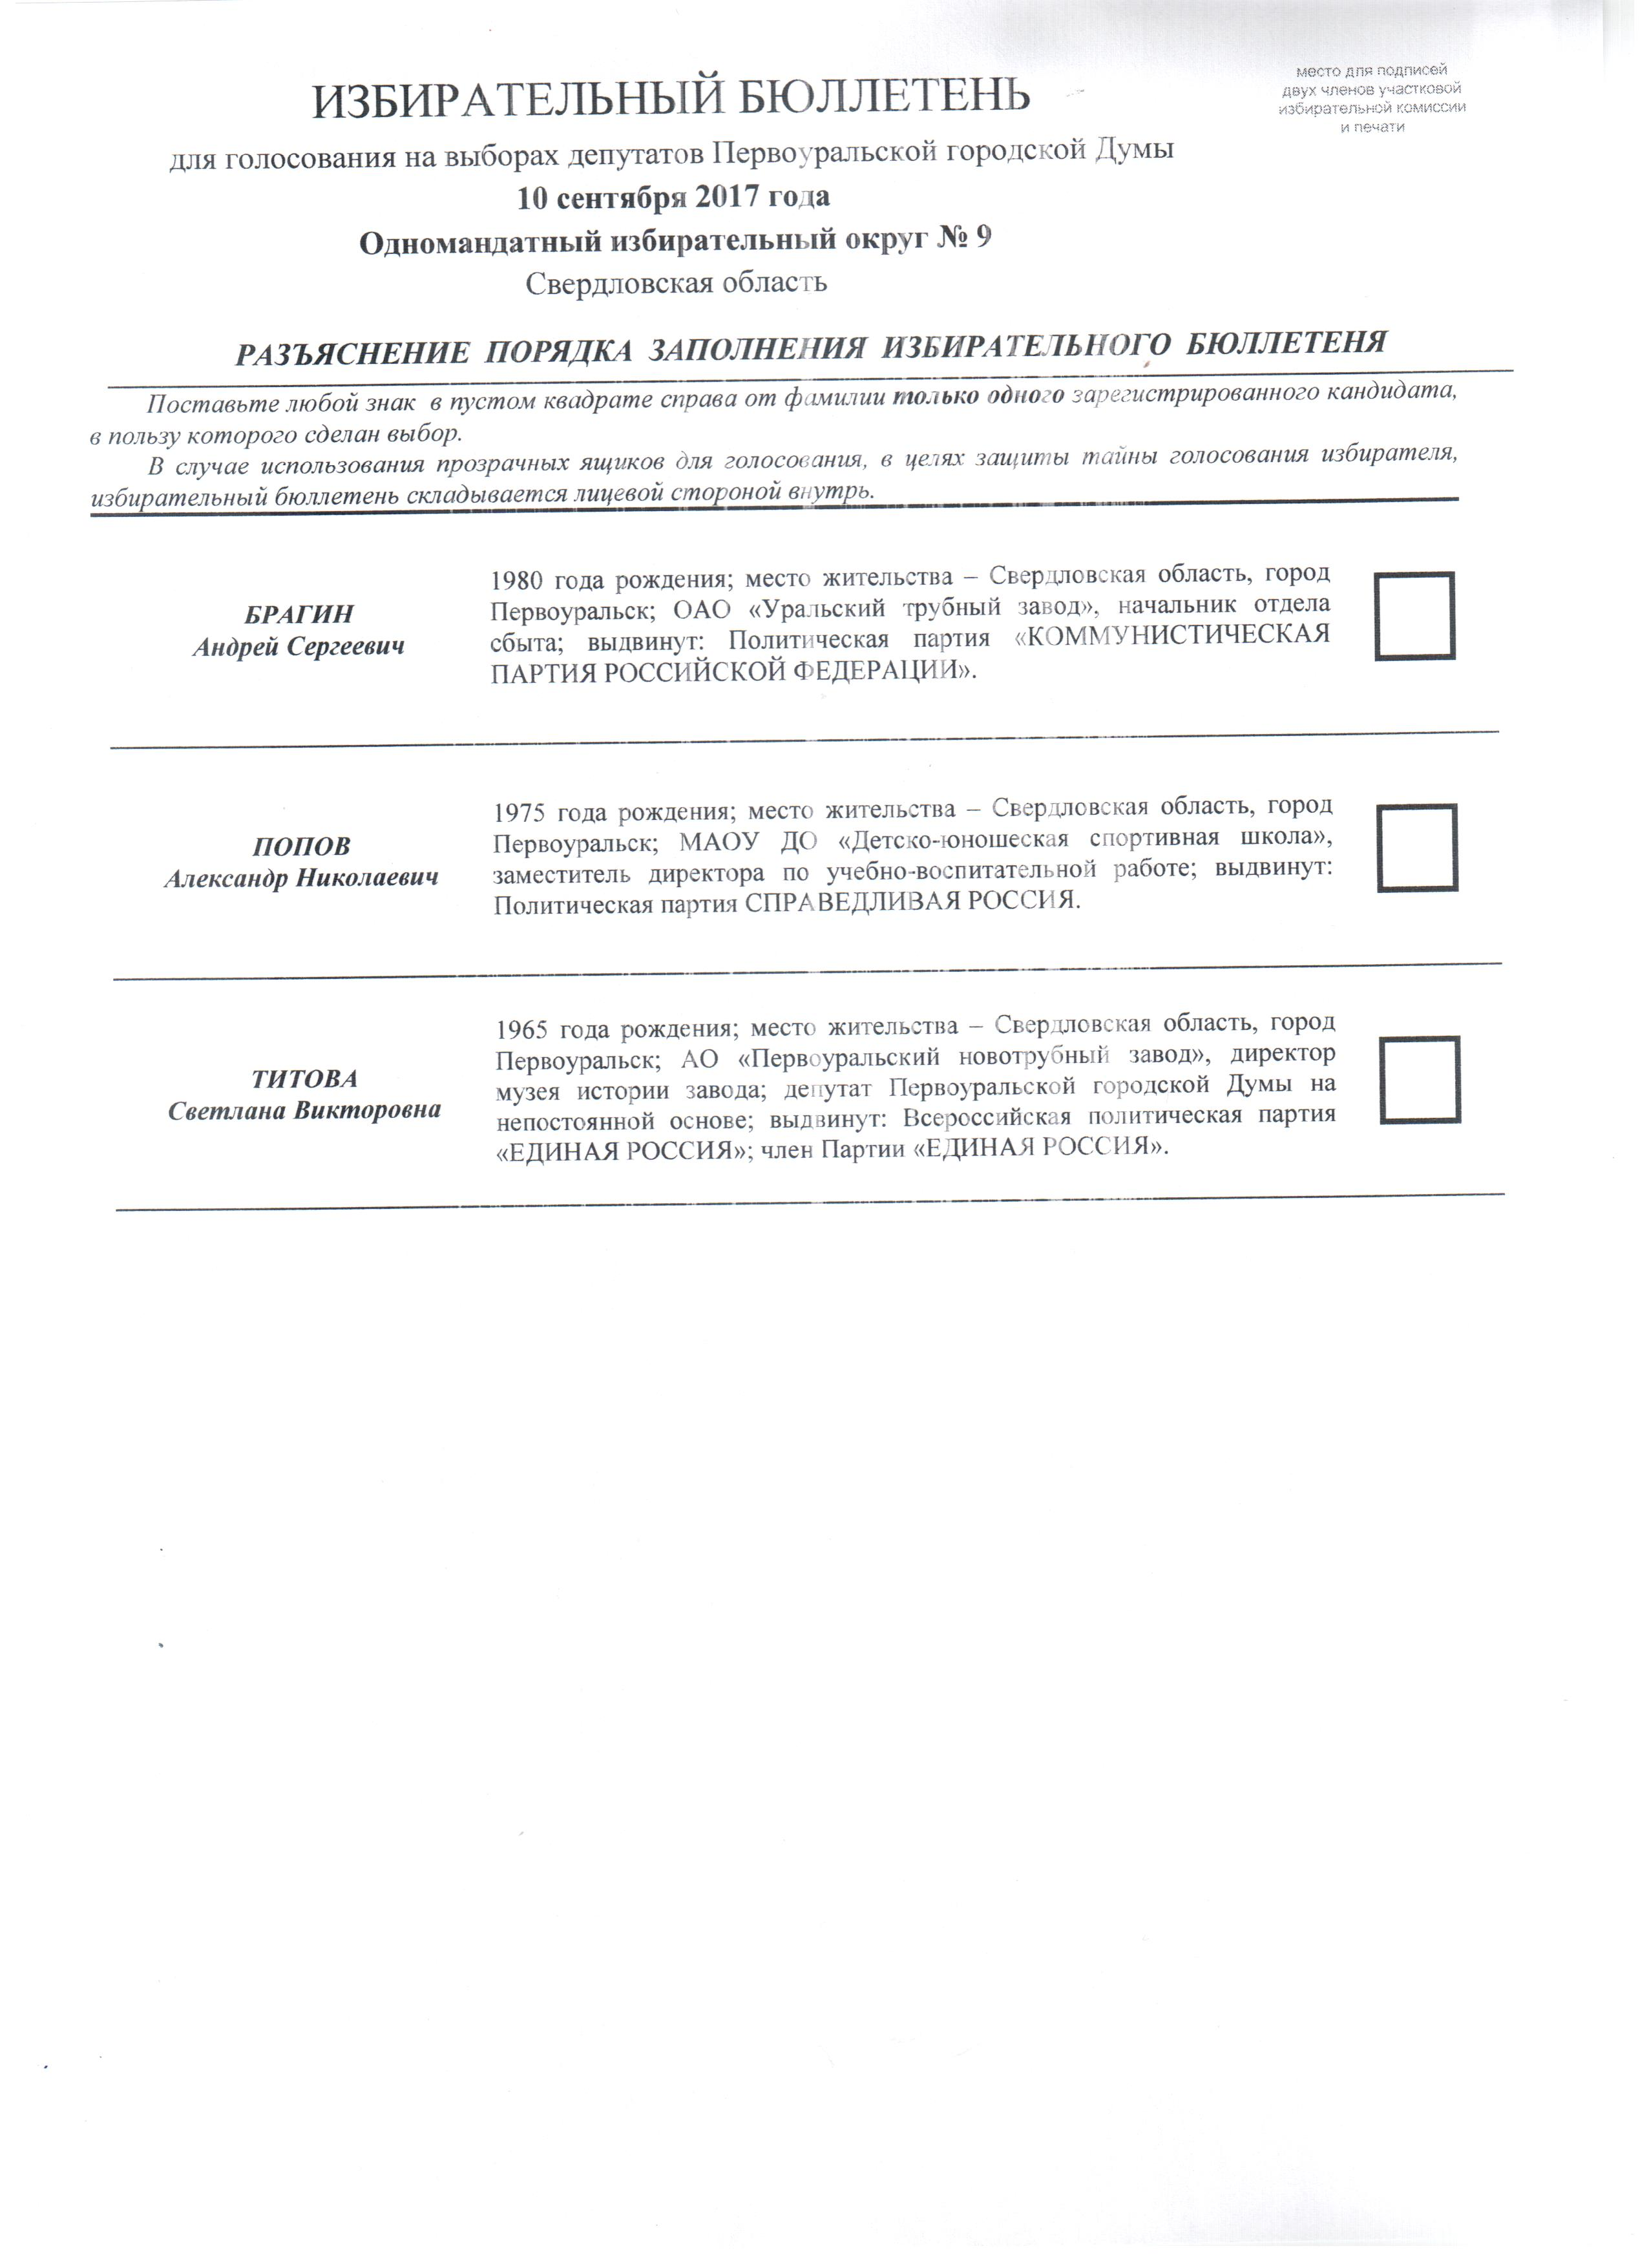 место для подписей
двух членов участковой
избирательной комиссии
и печати
ИЗБИРАТЕЛЬНЫЙ БЮЛЛЕТЕНЬ
для голосования на выборах депутатов Первоуральской городской Думы
10 сентября 2017 года
Одномандатный избирательный округ № 9
Свердловская область
РАЗЪЯСНЕНИЕ ПОРЯДКА ЗАПОЛНЕНИЯ ИЗБИРАТЕЛЬНОГО БЮЛЛЕТЕНЯ
Поставьте любой знак в пустом квадрате справа от фамилии только одного зарегистрированного кандидата,
в пользу которого сделан выбор.
В случае использования прозрачных ящиков для голосования, в целях защиты тайны голосования избирателя,
избирательный бюллетень складывается лицевой стороной внутрь.
БРАГИН
Андрей Сергеевич
1980 года рождения; место жительства – Свердловская область, город
Первоуральск; ОАО «Уральский трубный завод», начальник отдела
сбыта; выдвинут: Политическая партия «КОММУНИСТИЧЕСКАЯ
ПАРТИЯ РОССИЙСКОЙ ФЕДЕРАЦИИ».
ПОПОВ
Александр Николаевич
1975 года рождения; место жительства – Свердловская область, город
Первоуральск; МАОУ ДО «Детско-юношеская спортивная школа»,
заместитель директора по учебно-воспитательной работе; выдвинут:
Политическая партия СПРАВЕДЛИВАЯ РОССИЯ.
ТИТОВА
Светлана Викторовна
1965 года рождения; место жительства – Свердловская область, город
Первоуральск; АО «Первоуральский новотрубный завод», директор
музея истории завода; депутат Первоуральской городской Думы на
непостоянной основе; выдвинут: Всероссийская политическая партия
«ЕДИНАЯ РОССИЯ»; член Партии «ЕДИНАЯ РОССИЯ».